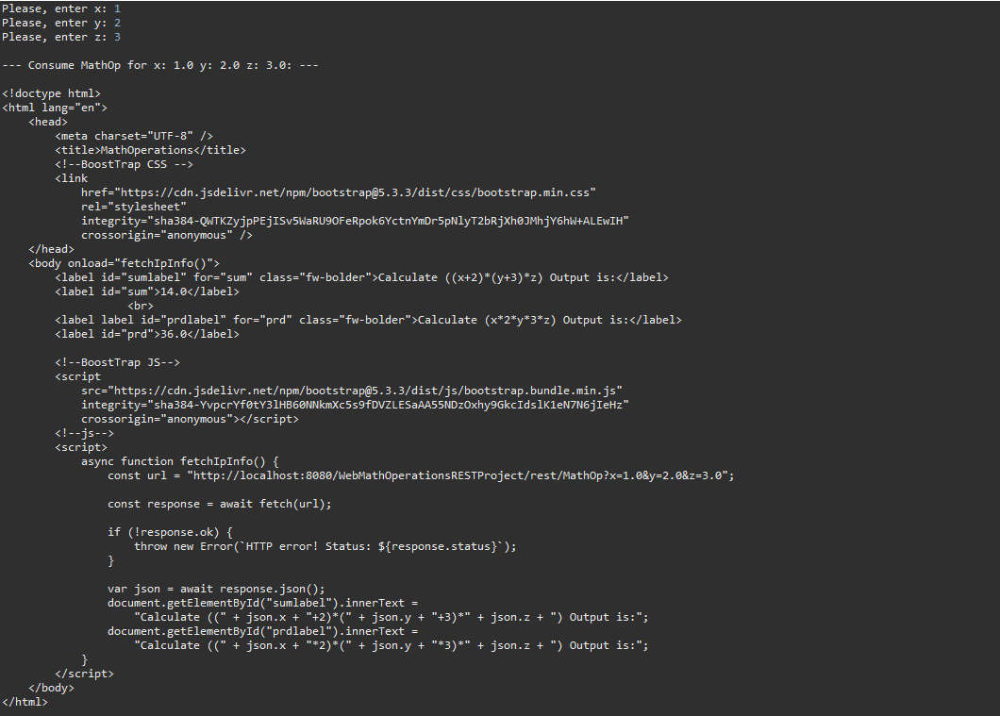 Please, enter x: 1
Please, enter y: 2
Please, enter z: 3

--- Consume MathOp for x: 1.0 y: 2.0 z: 3.0: ---

<!doctype html>
<html lang="en">
    <head>
        <meta charset="UTF-8" />
        <title>MathOperations</title>
        <!--BoostTrap CSS -->
        <link
            href="https://cdn.jsdelivr.net/npm/bootstrap@5.3.3/dist/css/bootstrap.min.css"
            rel="stylesheet"
            integrity="sha384-QWTKZyjpPEjISv5WaRU9OFeRpok6YctnYmDr5pNlyT2bRjXh0JMhjY6hW+ALEwIH"
            crossorigin="anonymous" />
    </head>
    <body onload="fetchIpInfo()">
        <label id="sumlabel" for="sum" class="fw-bolder">Calculate ((x+2)*(y+3)*z) Output is:</label>
        <label id="sum">14.0</label>
                   <br>
        <label label id="prdlabel" for="prd" class="fw-bolder">Calculate (x*2*y*3*z) Output is:</label>
        <label id="prd">36.0</label>

        <!--BoostTrap JS-->
        <script
            src="https://cdn.jsdelivr.net/npm/bootstrap@5.3.3/dist/js/bootstrap.bundle.min.js"
            integrity="sha384-YvpcrYf0tY3lHB60NNkmXc5s9fDVZLESaAA55NDzOxhy9GkcIdslK1eN7N6jIeHz"
            crossorigin="anonymous"></script>
        <!--js-->
        <script>
            async function fetchIpInfo() {
                const url = "http://localhost:8080/WebMathOperationsRESTProject/rest/MathOp?x=1.0&y=2.0&z=3.0";

                const response = await fetch(url);

                if (!response.ok) {
                    throw new Error(`HTTP error! Status: ${response.status}`);
                }

                var json = await response.json();
                document.getElementById("sumlabel").innerText =
                    "Calculate ((" + json.x + "+2)*(" + json.y + "+3)*" + json.z + ") Output is:";
                document.getElementById("prdlabel").innerText =
                    "Calculate ((" + json.x + "*2)*(" + json.y + "*3)*" + json.z + ") Output is:";
            }
        </script>
    </body>
</html>